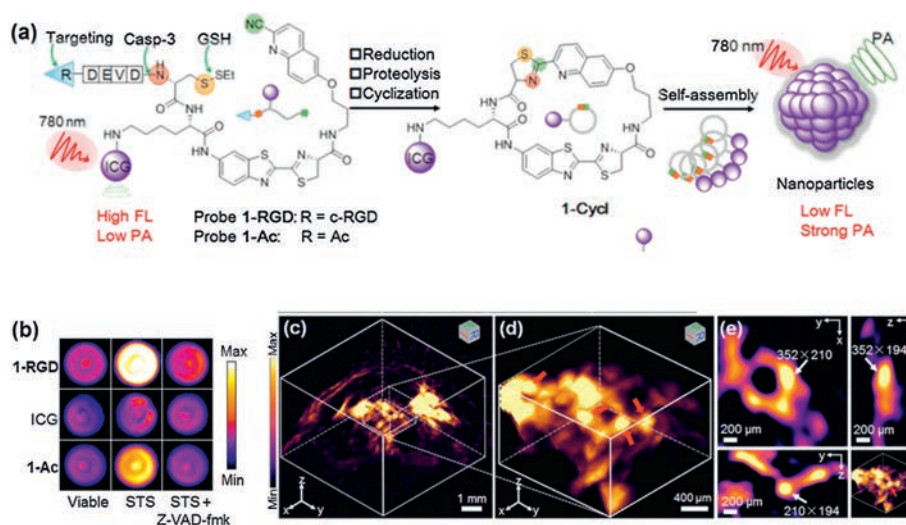 (a)
Targeting
Casp-3
GSH
R
D E V D
H
N
S
SEt
NC
N
O
780 nm
ICG
High FL
Low PA
Probe 1-RGD: R = c-RGD
Probe 1-Ac: R = Ac
Reduction
Proteolysis
Cyclization
ICG
1-Cycl
Self-assembly
780 nm
PA
Nanoparticles
Low FL
Strong PA
(b)
Max
1-RGD
ICG
1-Ac
Min
Viable
STS
STS +
Z-VAD-fmk
Max
Min
(c)
z
x
y
1 mm
(d)
z
x
y
400 µm
(e)
y
x
352×210
200 µm
z
x
352×194
200 µm
y
z
200 µm
210×194